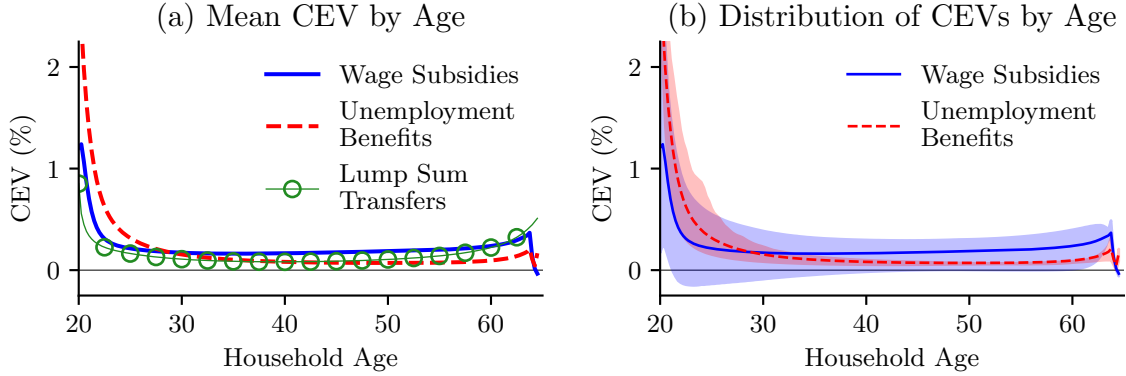 (a) Mean CEV by Age
CEV (%)
2
1
0
Wage Subsidies
Unemployment
Benefits
Lump Sum
Transfers
20 30 40 50 60
Household Age
(b) Distribution of CEVs by Age
CEV (%)
2
1
0
Wage Subsidies
Unemployment
Benefits
20 30 40 50 60
Household Age